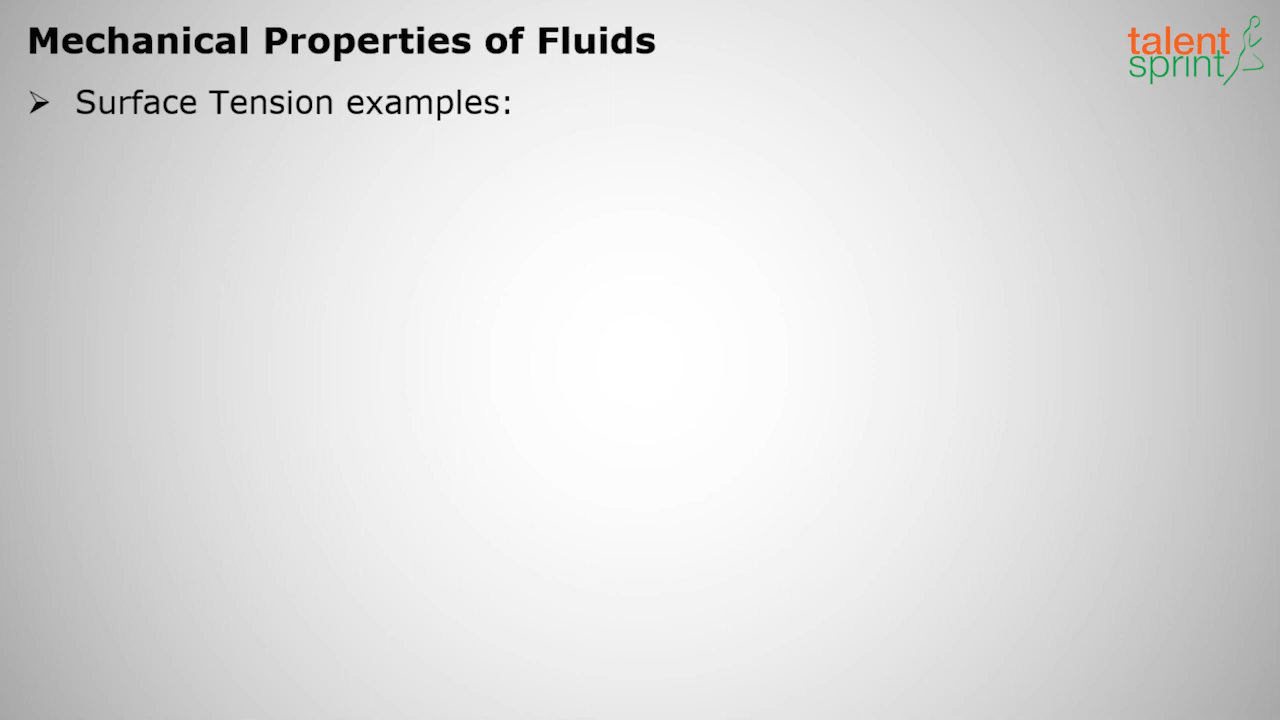 Mechanical Properties of Fluids
talent
sprint
➢ Surface Tension examples: